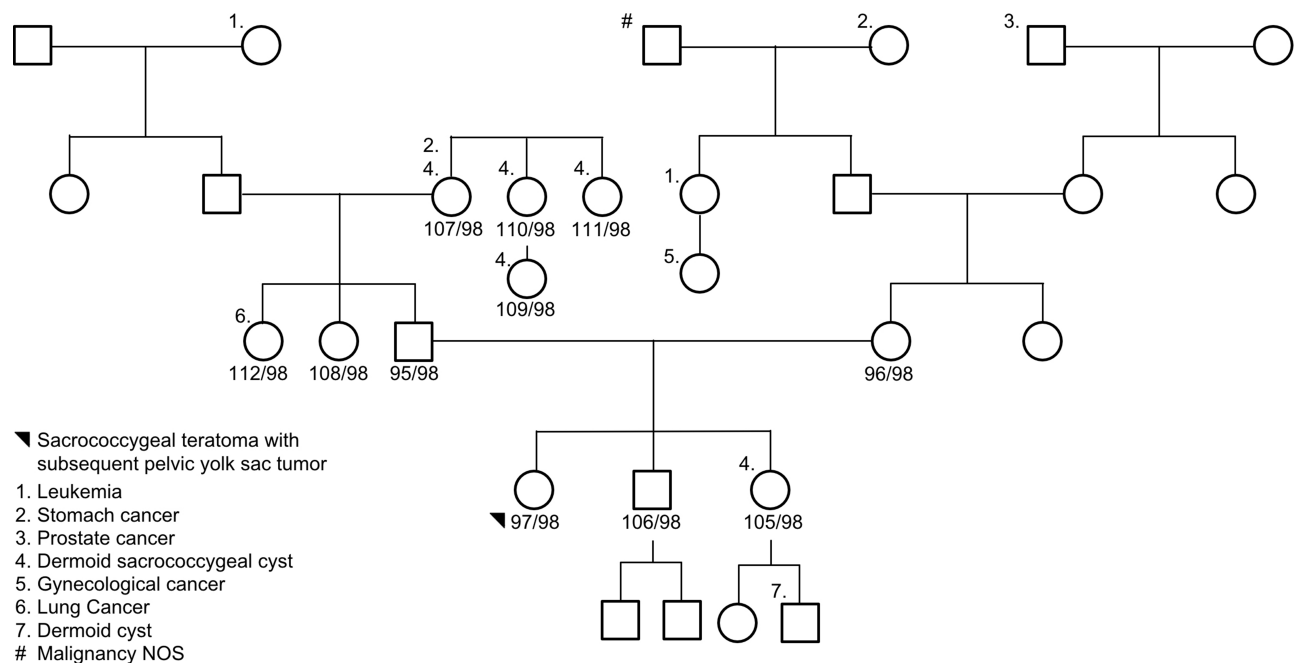 1.
#
2.
3.
2.
4.
4.
4.
1.
107/98
110/98
111/98
4.
5.
109/98
6.
112/98
108/98
95/98
96/98
Sacrococcygeal teratoma with
subsequent pelvic yolk sac tumor
4.
1. Leukemia
2. Stomach cancer
97/98
106/98
105/98
3. Prostate cancer
4. Dermoid sacrococcygeal cyst
5. Gynecological cancer
7.
6. Lung Cancer
7. Dermoid cyst
# Malignancy NOS